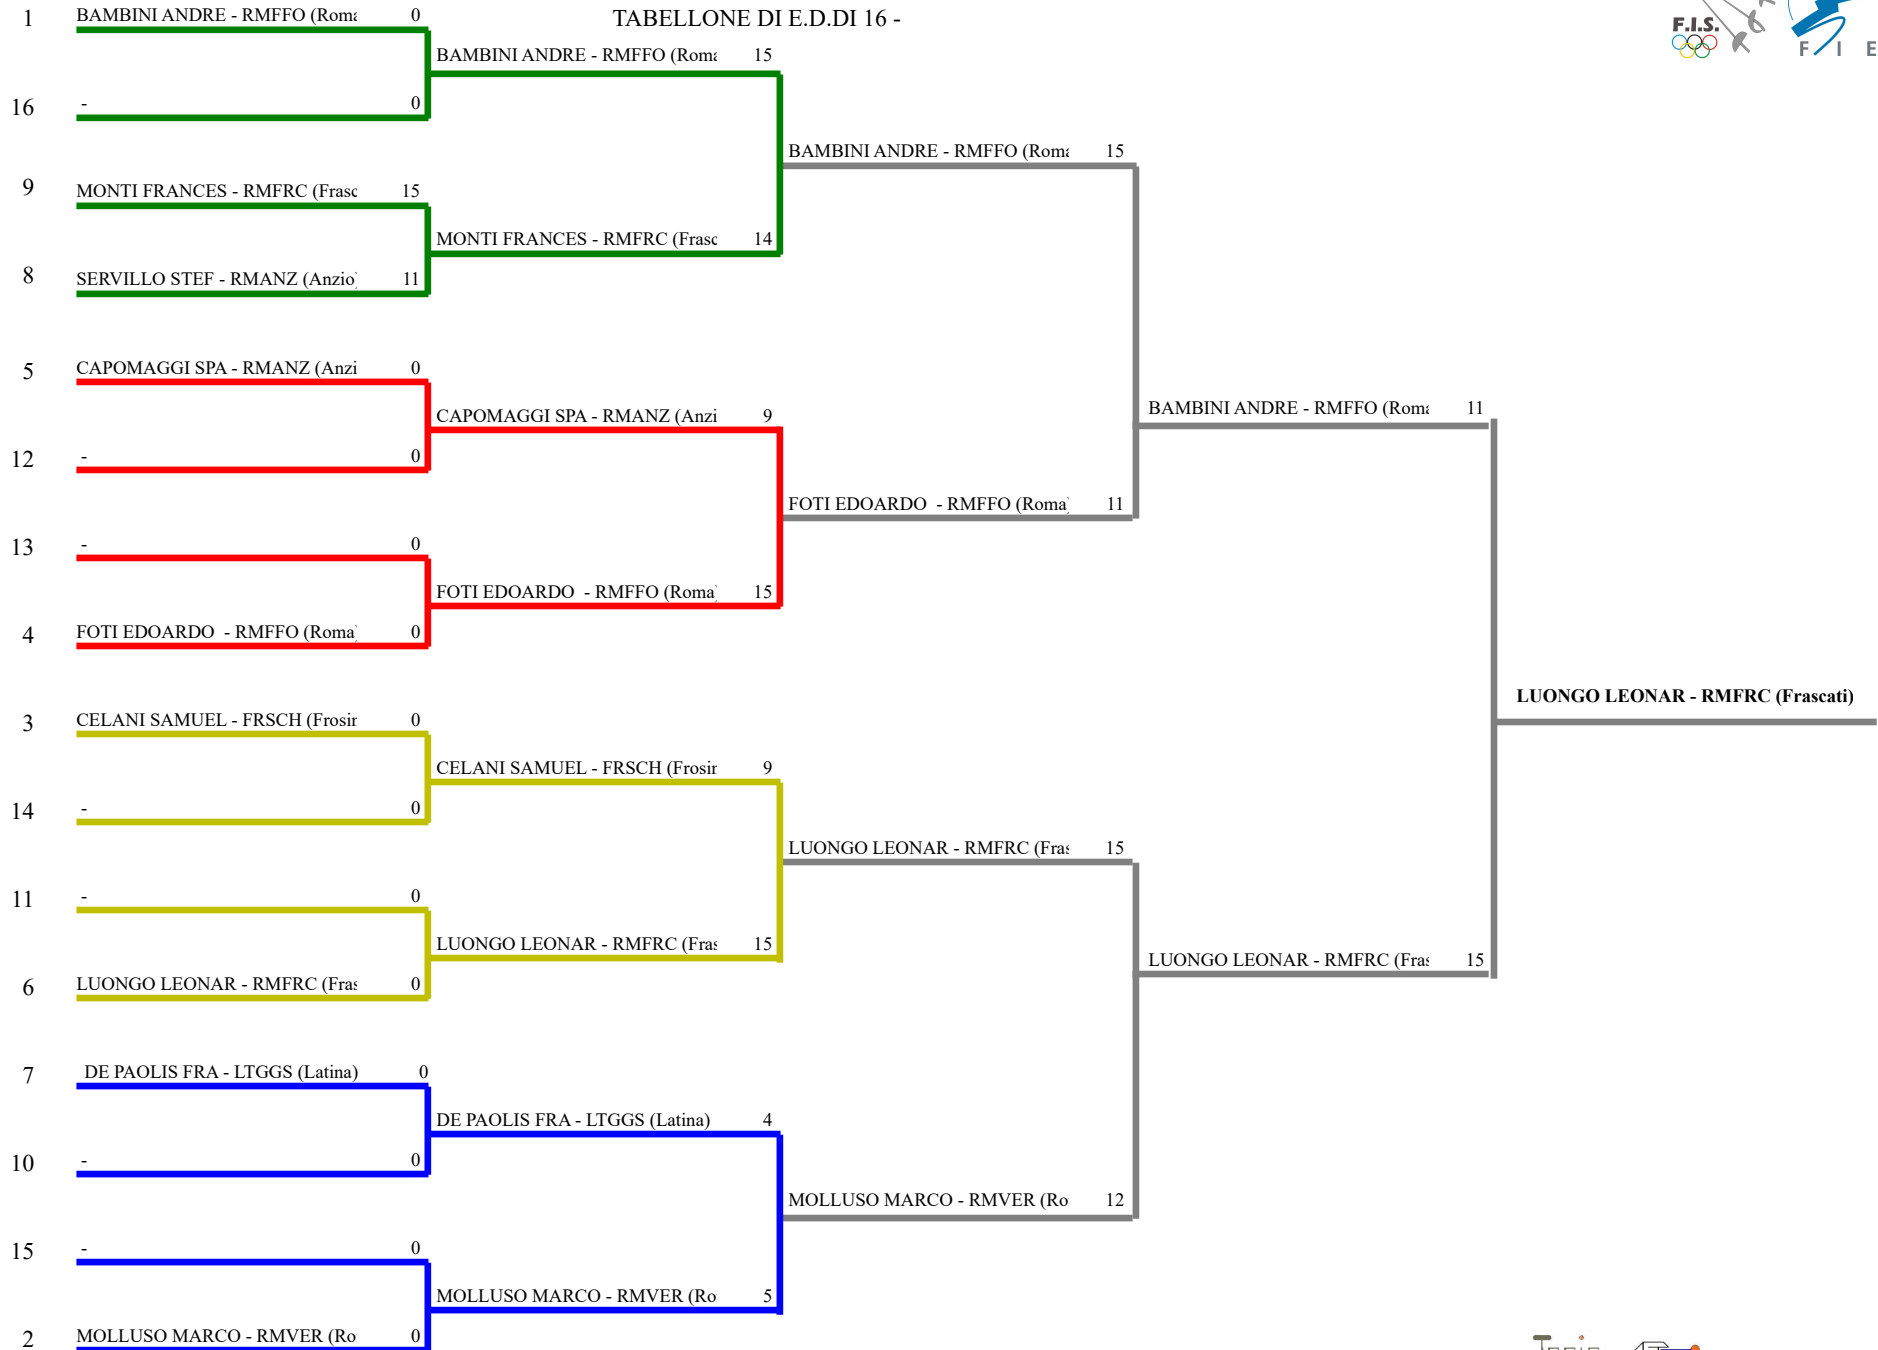 TABELLONE DI E.D.DI 16 -
F.I.S.
F I E
1 BAMBINI ANDRE - RMFFO (Roma 0
BAMBINI ANDRE - RMFFO (Roma 15
16 - 0
BAMBINI ANDRE - RMFFO (Roma 15
9 MONTI FRANCES - RMFRC (Frasc 15
MONTI FRANCES - RMFRC (Frasc 14
8 SERVILLO STEF - RMANZ (Anzio) 11
5 CAPOMAGGI SPA - RMANZ (Anzi 0
CAPOMAGGI SPA - RMANZ (Anzi 9
BAMBINI ANDRE - RMFFO (Roma 11
12 - 0
FOTI EDOARDO - RMFFO (Roma) 11
13 - 0
FOTI EDOARDO - RMFFO (Roma) 15
4 FOTI EDOARDO - RMFFO (Roma) 0
LUONGO LEONAR - RMFRC (Frascati)
3 CELANI SAMUEL - FRSCH (Frosin 0
CELANI SAMUEL - FRSCH (Frosin 9
14 - 0
LUONGO LEONAR - RMFRC (Fras 15
11 - 0
LUONGO LEONAR - RMFRC (Fras 15
LUONGO LEONAR - RMFRC (Fras 15
6 LUONGO LEONAR - RMFRC (Fras 0
7 DE PAOLIS FRA - LTGGS (Latina) 0
DE PAOLIS FRA - LTGGS (Latina) 4
10 - 0
MOLLUSO MARCO - RMVER (Ro 12
15 - 0
MOLLUSO MARCO - RMVER (Ro 5
2 MOLLUSO MARCO - RMVER (Ro 0